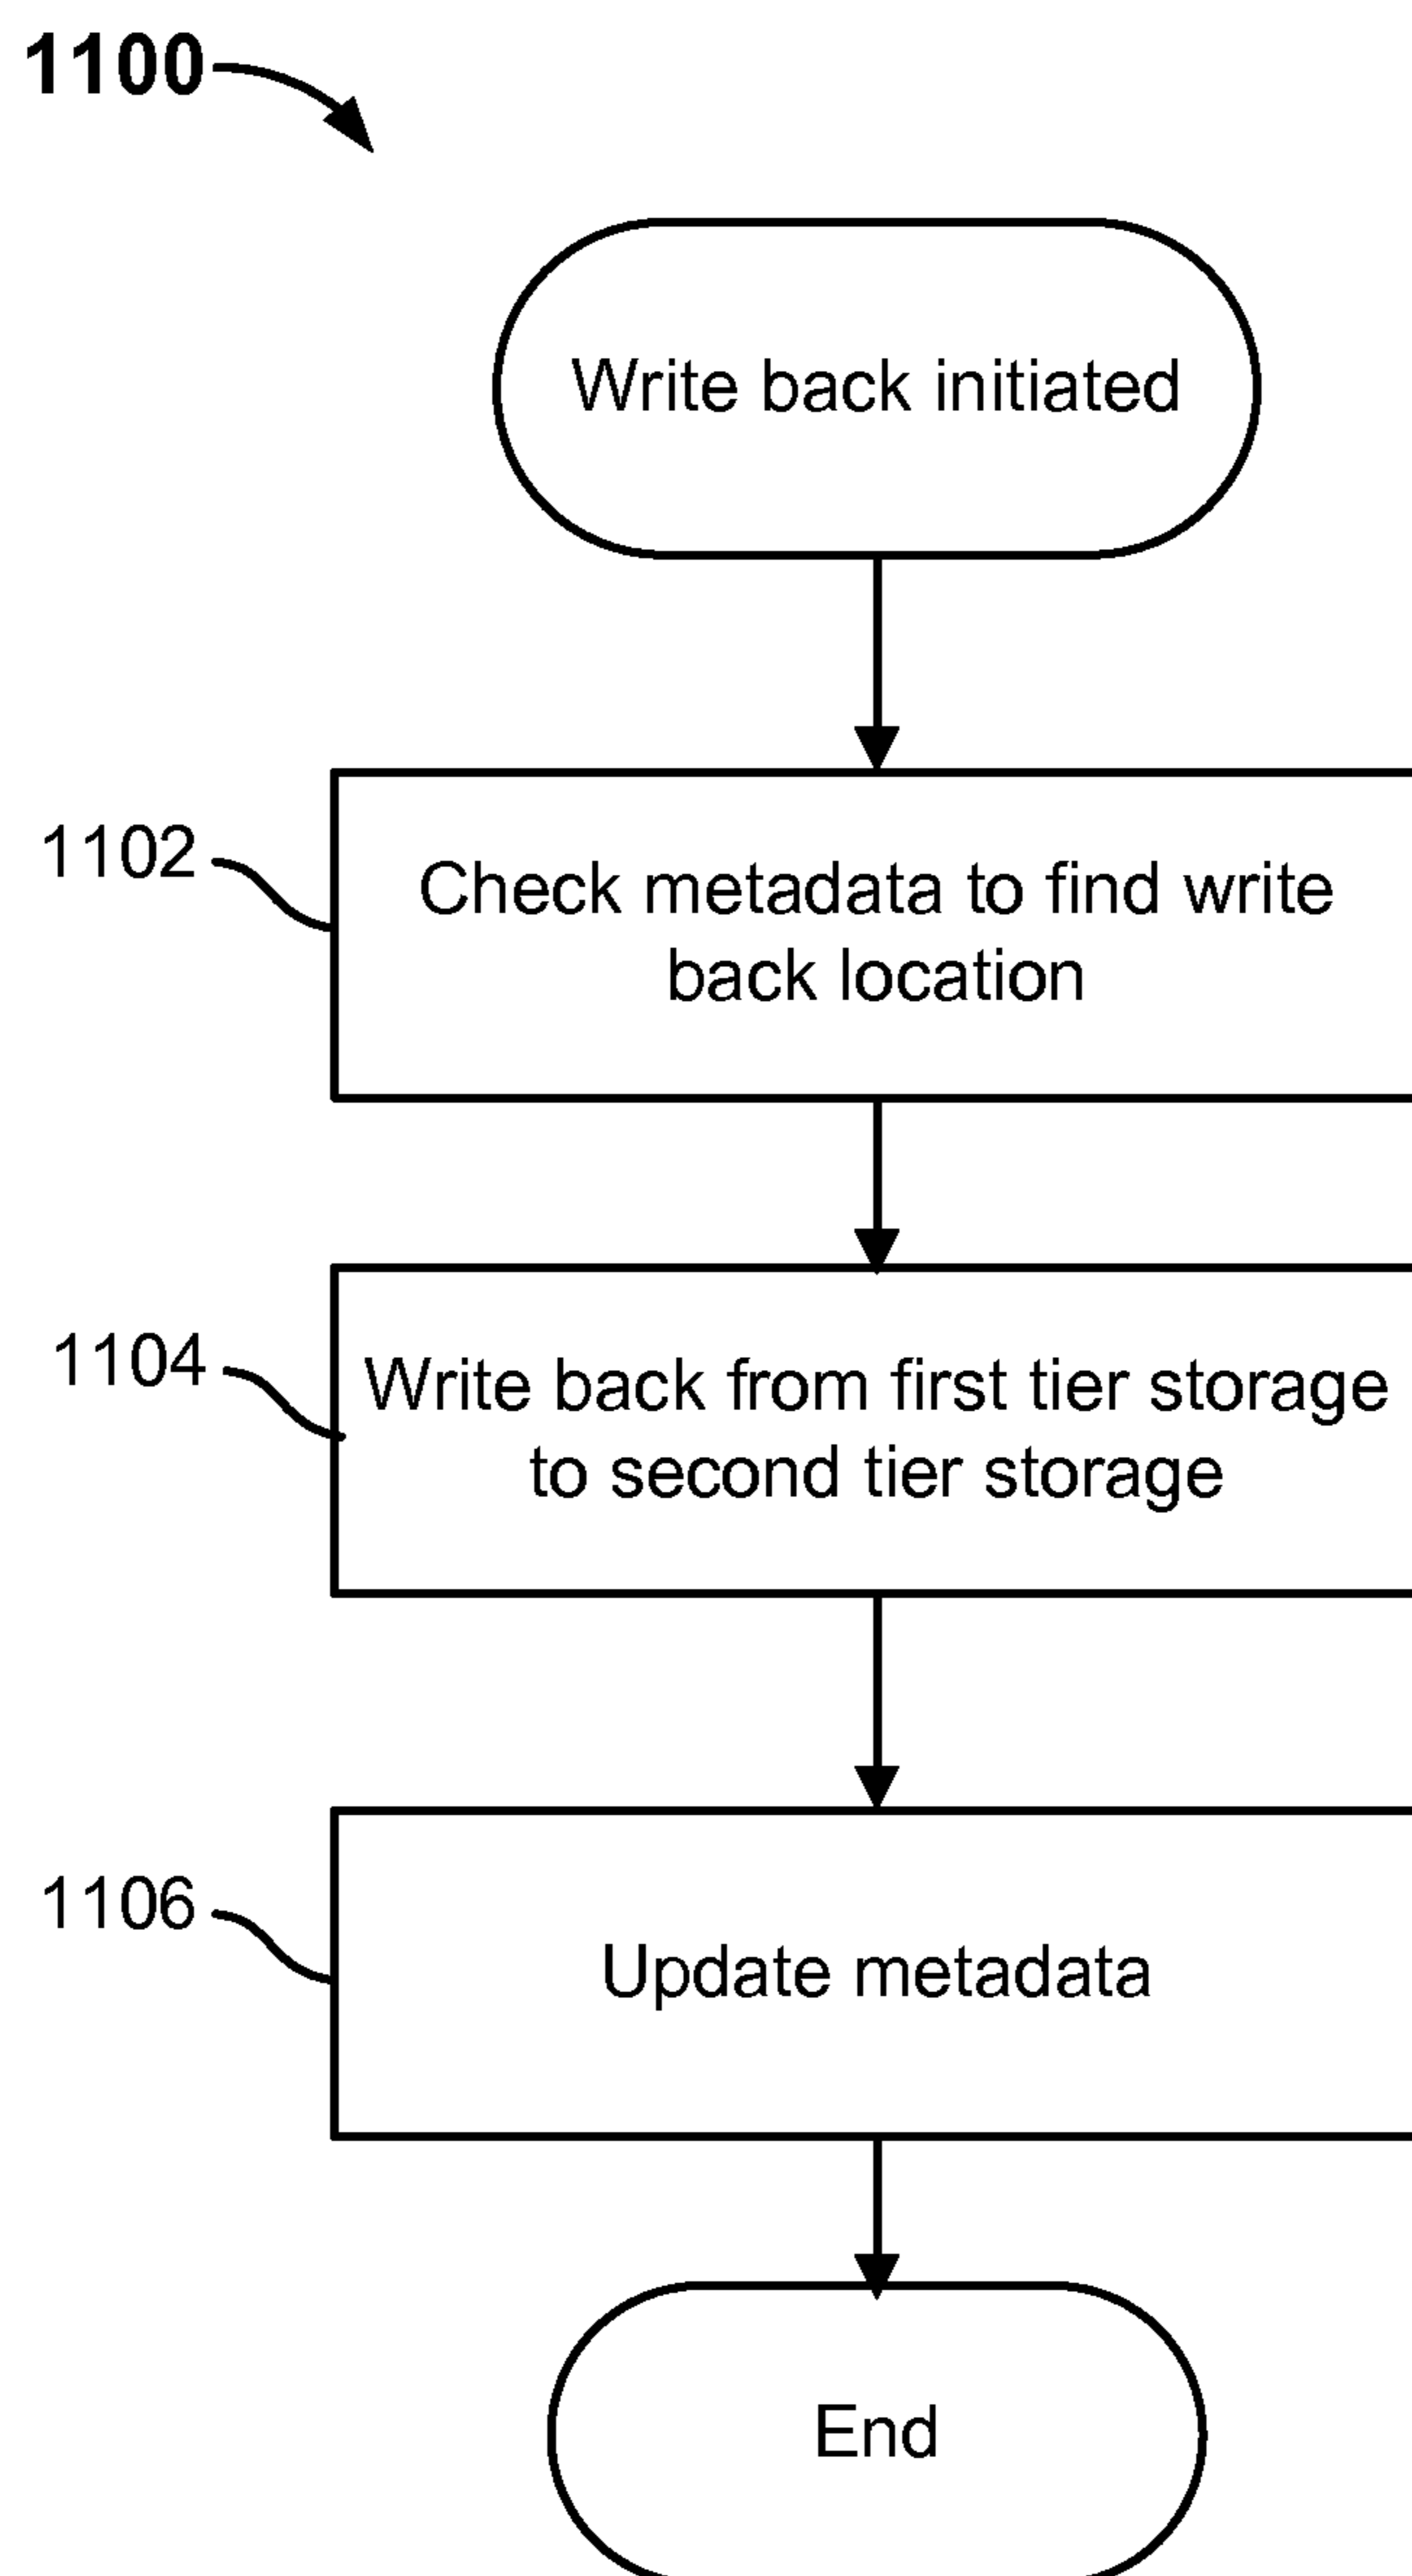 1100
Write back initiated
1102
Check metadata to find write
back location
1104
Write back from first tier storage
to second tier storage
1106
Update metadata
End